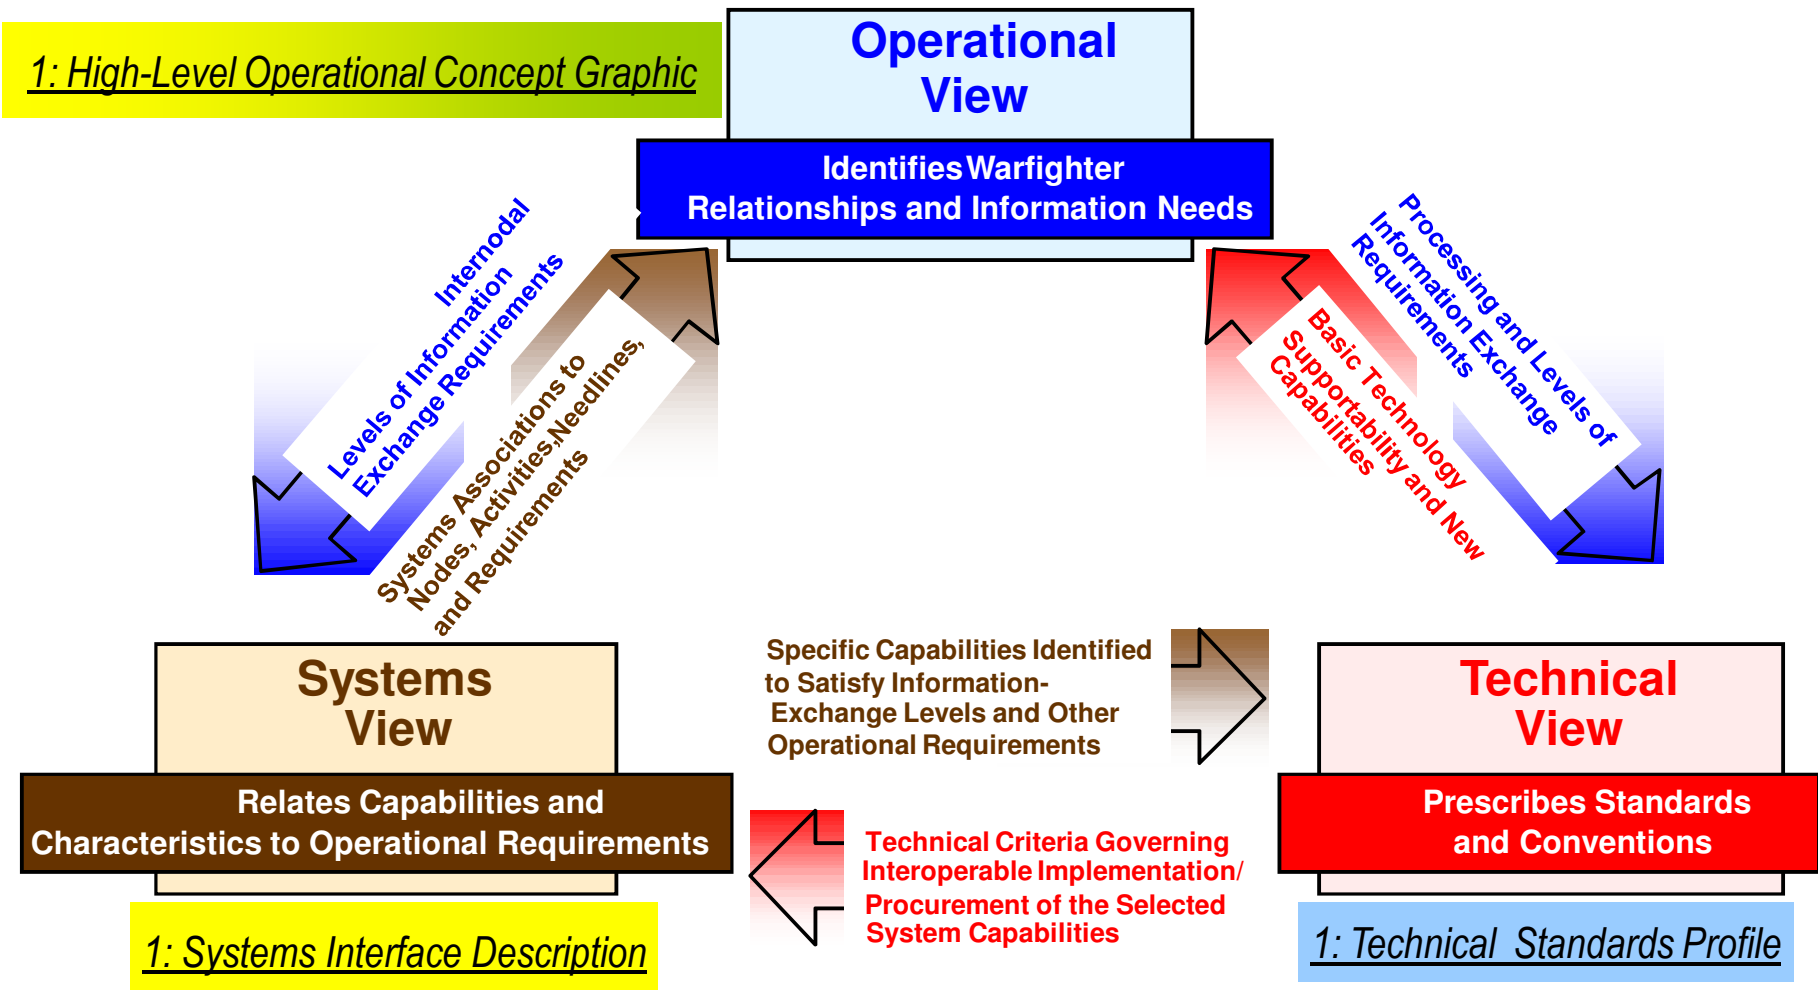 1: High-Level Operational Concept Graphic
Operational
View
Identifies Warfighter
Relationships and Information Needs
Internodal
Levels of Information
Exchange Requirements
Systems Associations to
Nodes, Activities, Needlines,
and Requirements
Processing and Levels of
Information Exchange
Requirements
Basic Technology
Supportability and New
Capabilities
Systems
View
Relates Capabilities and
Characteristics to Operational Requirements
1: Systems Interface Description
Specific Capabilities Identified
to Satisfy Information-
Exchange Levels and Other
Operational Requirements
Technical Criteria Governing
Interoperable Implementation/
Procurement of the Selected
System Capabilities
Technical
View
Prescribes Standards
and Conventions
1: Technical Standards Profile